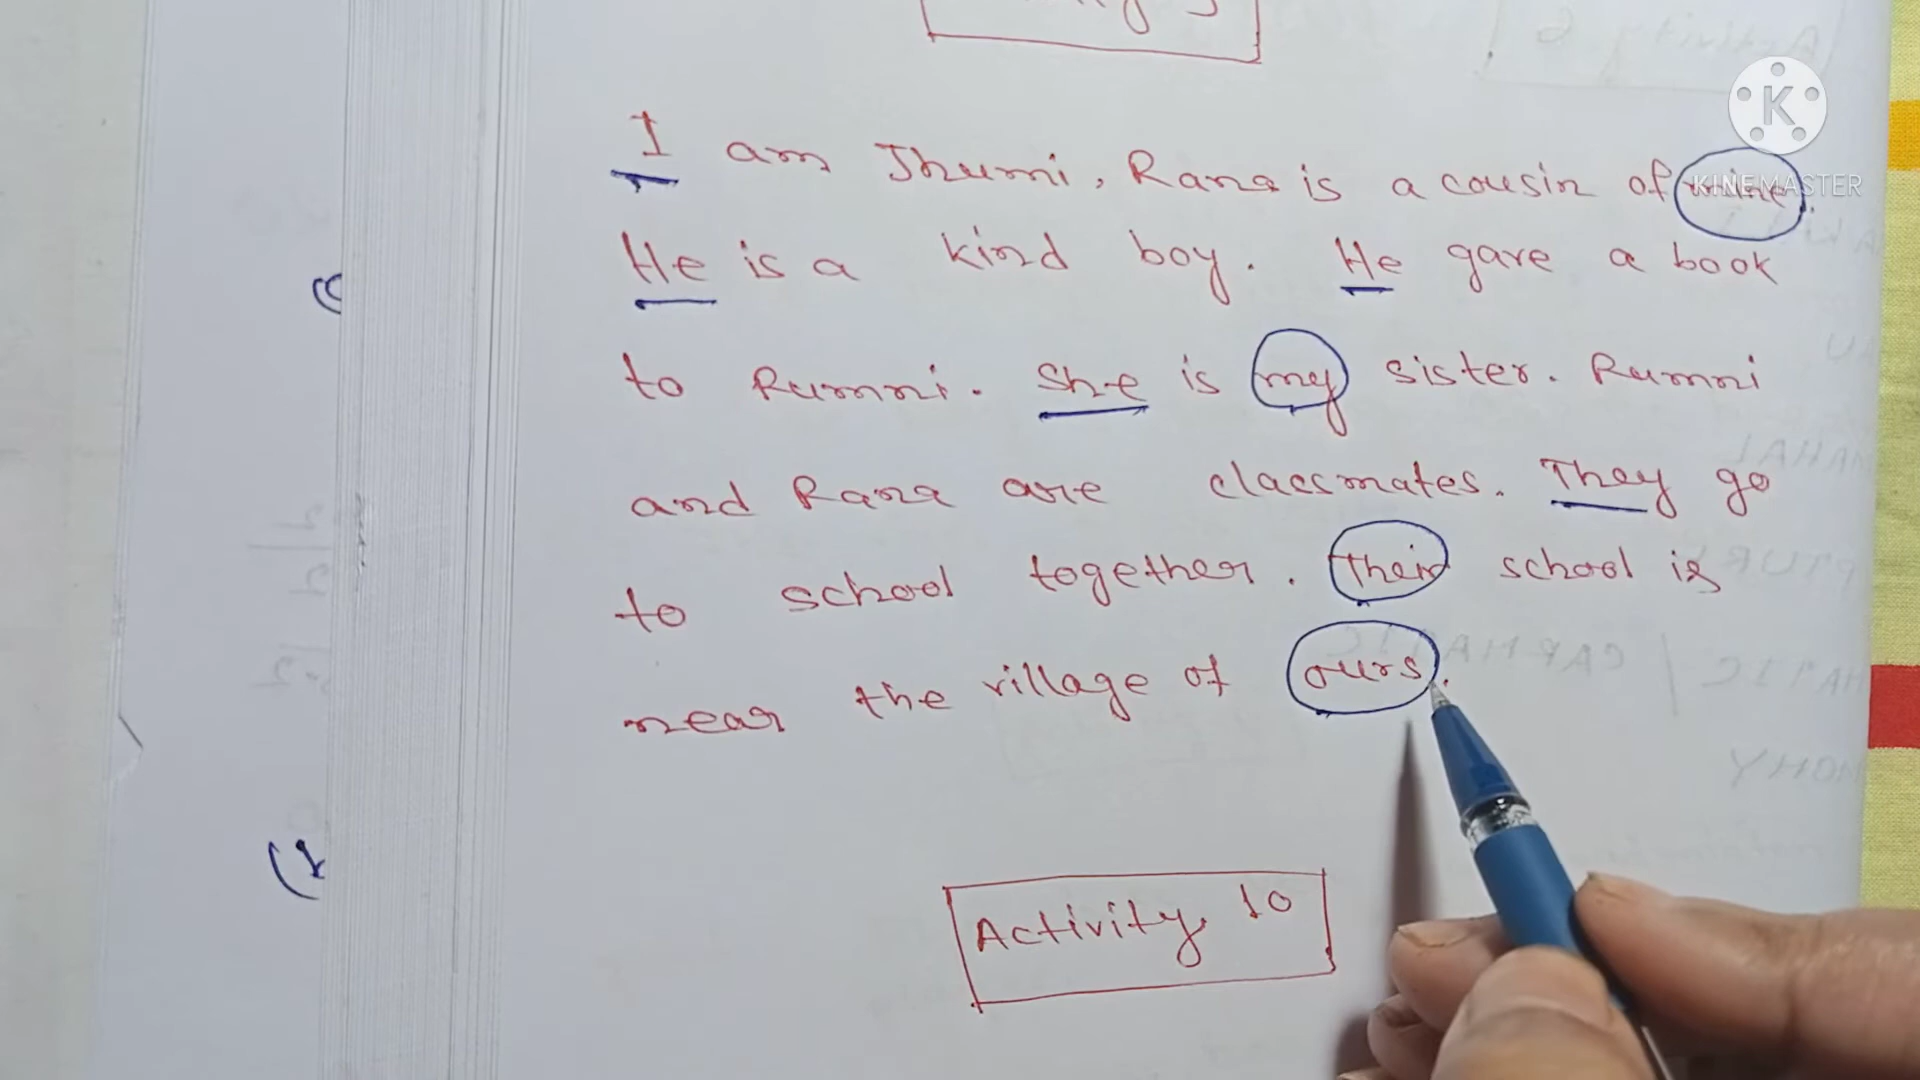 I am Jhumi, Rana is a cousin of mine.
KINEMASTER
He is a kind boy. He gave a book
to Rumni. She is my sister. Rumni
and Rana are classmates. They go
to school together. Their school is
near the village of ours.
Activity 10